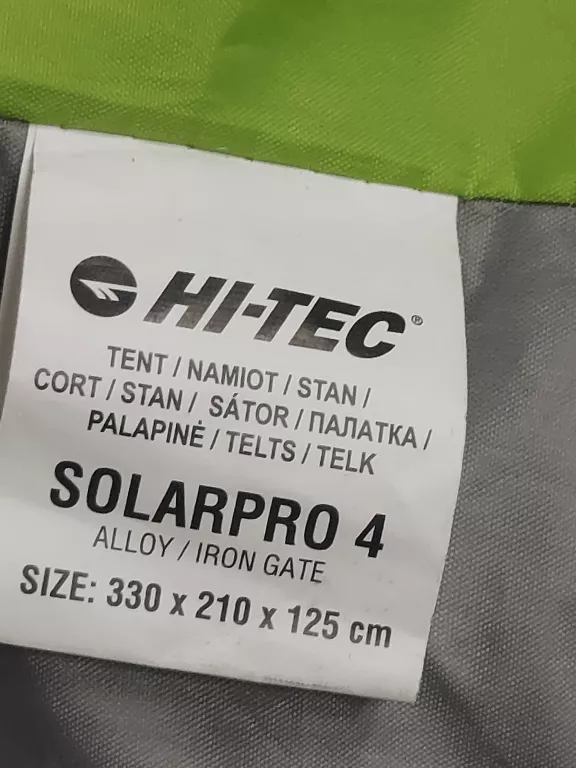 HI-TEC®
TENT / NAMIOT / STAN /
CORT / STAN / SÁTOR / ПАЛАТКА /
PALAPINĖ / TELTS / TELK
SOLARPRO 4
ALLOY / IRON GATE
SIZE: 330 x 210 x 125 cm